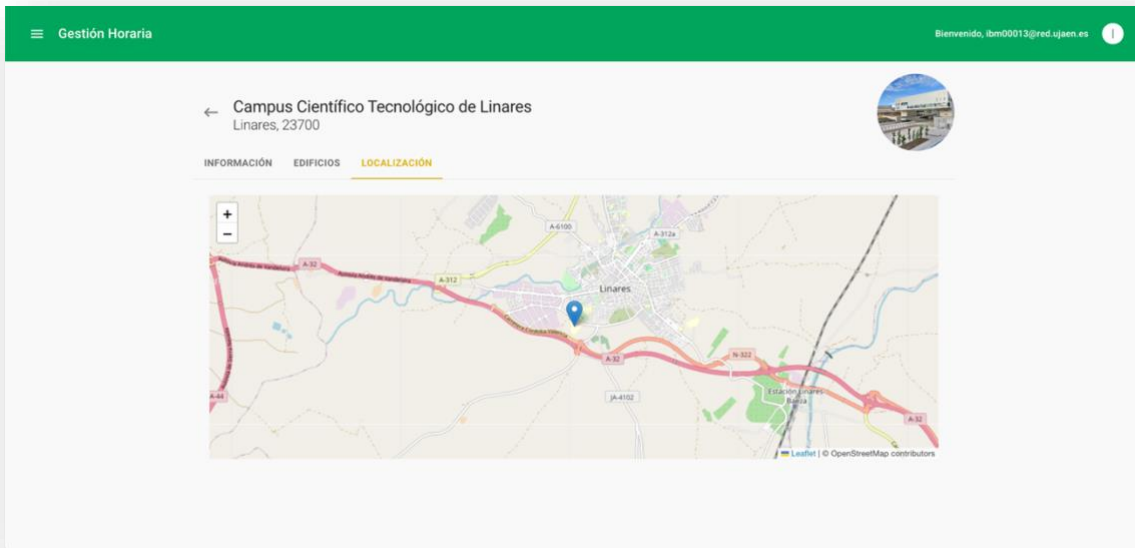 Gestión Horaria
Bienvenido, ibm00013@red.ujaen.es
I
Campus Científico Tecnológico de Linares
Linares, 23700
INFORMACIÓN EDIFICIOS LOCALIZACIÓN
+
−
A-6100
A-312a
A-32
A-312
Linares
A-32
N-322
Estación Linares
Baeza
A-44
JA-4102
A-32
Leaflet | © OpenStreetMap contributors